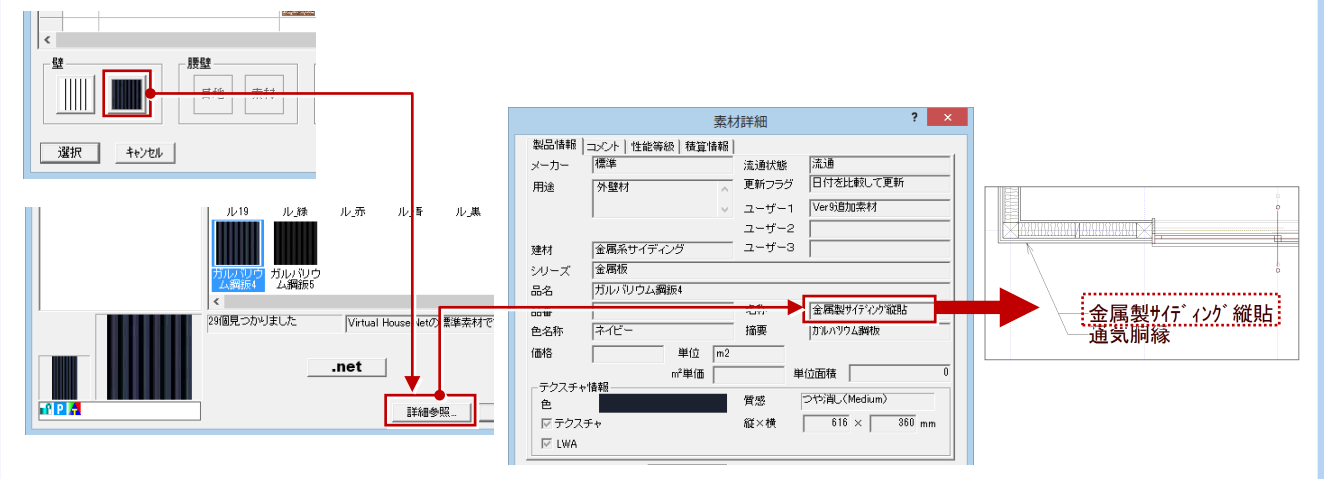 壁
腰壁
目地
素材
選択
キャンセル
ル19
ル_緑
ル_赤
ル_青
ル_黒
ガルバリウ
ム鋼板4
ガルバリウ
ム鋼板5
29個見つかりました
Virtual House Netの標準素材で
.net
詳細参照...
P
素材詳細
?
×
製品情報
コメント
性能等級
積算情報
メーカー
標準
流通状態
流通
用途
外壁材
更新フラグ
日付を比較して更新
ユーザー1
Ver9追加素材
ユーザー2
建材
金属系サイディング
ユーザー3
シリーズ
金属板
品名
ガルバリウム鋼板4
品番
名称
金属製サイディング縦貼
色名称
ネイビー
摘要
ガルバリウム鋼板
価格
単位
m2
㎡単価
単位面積
0
テクスチャ情報
色
質感
つや消し(Medium)
テクスチャ
縦×横
616 × 360 mm
LWA
金属製サイディング縦貼
通気胴縁